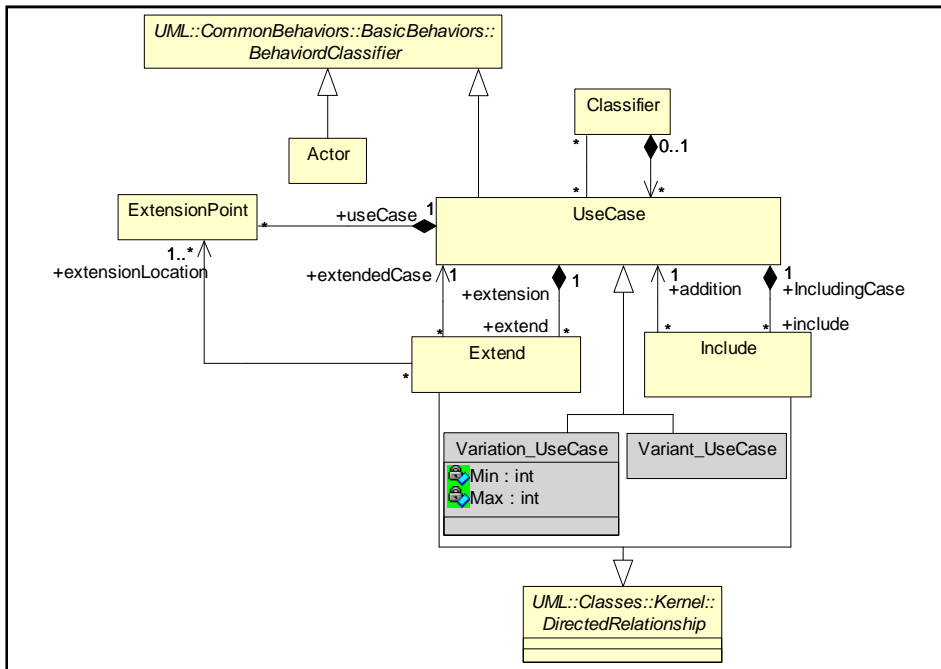 UML::CommonBehaviors::BasicBehaviors::
BehaviordClassifier
Classifier
*
0..1
Actor
*
*
ExtensionPoint
*
+useCase
1
UseCase
1..*
+extensionLocation
+extendedCase
1
+extension
1
1
+addition
1
+IncludingCase
+extend
*
*
*
*
+include
Extend
Include
*
Variation_UseCase
Min : int
Max : int
Variant_UseCase
UML::Classes::Kernel::
DirectedRelationship